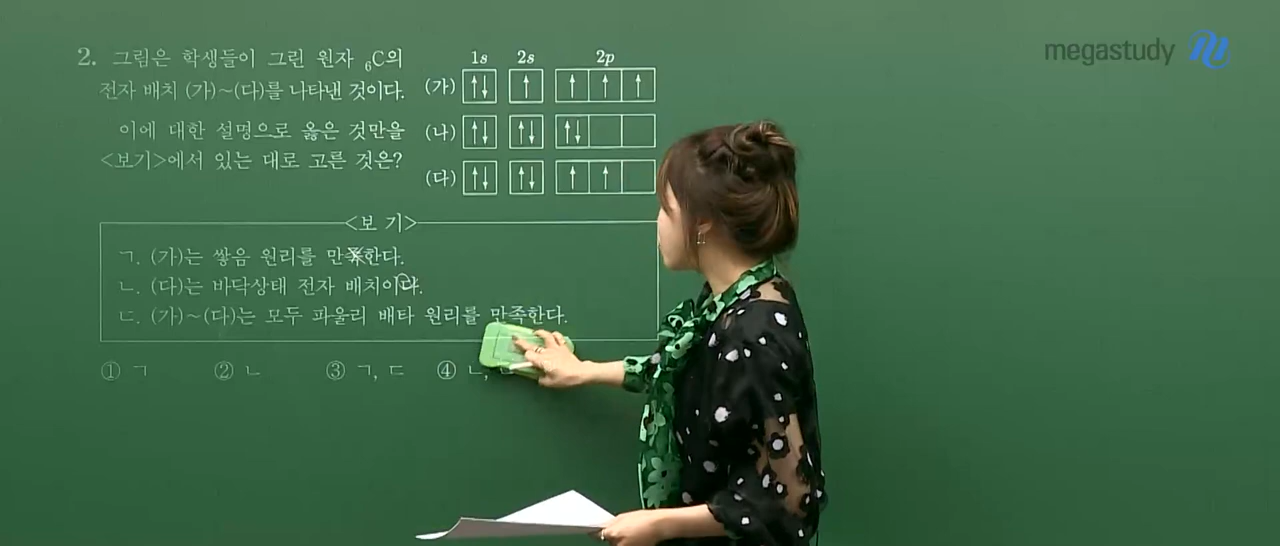 megastudy
2. 그림은 학생들이 그린 원자 ₆C의
전자 배치 (가)~(다)를 나타낸 것이다.
이에 대한 설명으로 옳은 것만을
<보기>에서 있는 대로 고른 것은?
1s 2s 2p
(가) ↑↓ ↑ ↑ ↑ ↑
(나) ↑↓ ↑↓ ↑↓
(다) ↑↓ ↑↓ ↑ ↑
<보 기>
ㄱ. (가)는 쌓음 원리를 만족한다.
ㄴ. (다)는 바닥상태 전자 배치이다.
ㄷ. (가)~(다)는 모두 파울리 배타 원리를 만족한다.
① ㄱ ② ㄴ ③ ㄱ, ㄷ ④ ㄴ,